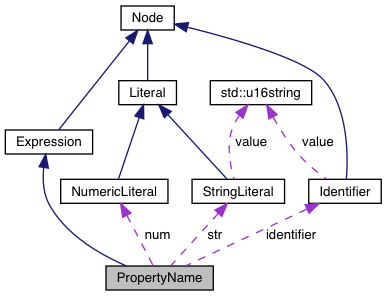 Node
Literal
std::u16string
Expression
value
value
NumericLiteral
StringLiteral
Identifier
num
str
identifier
PropertyName